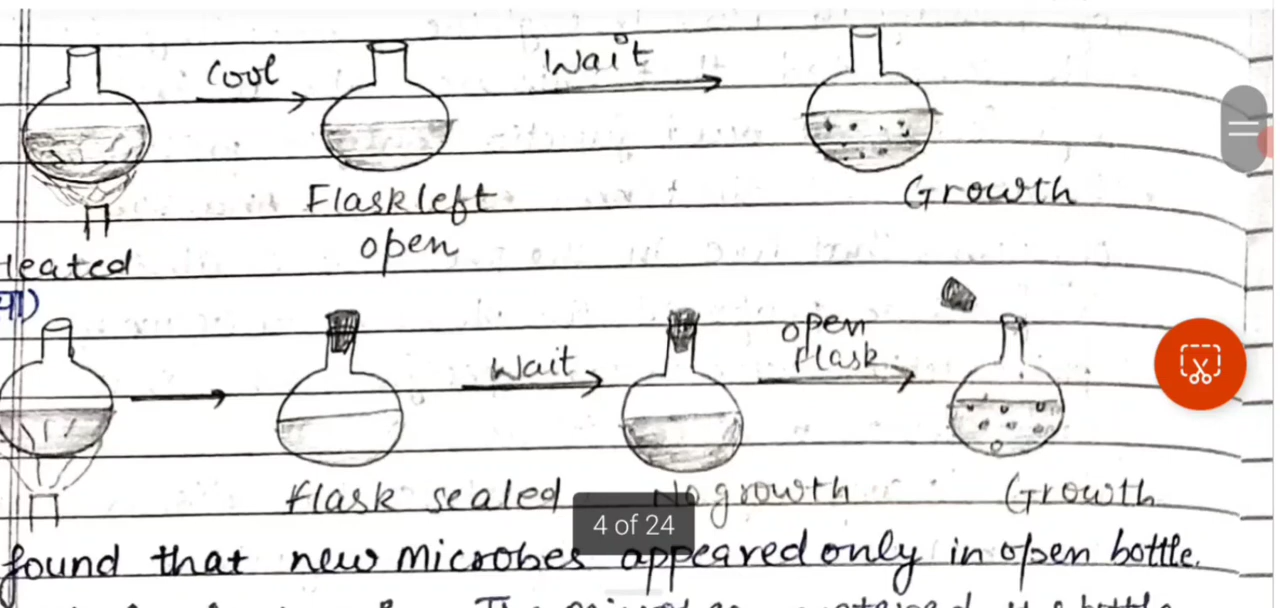 Cool
Wait
Flask left
open
Growth
Heated
Wait
open
flask
flask sealed
No growth
Growth
4 of 24
found that new microbes appeared only in open bottle.